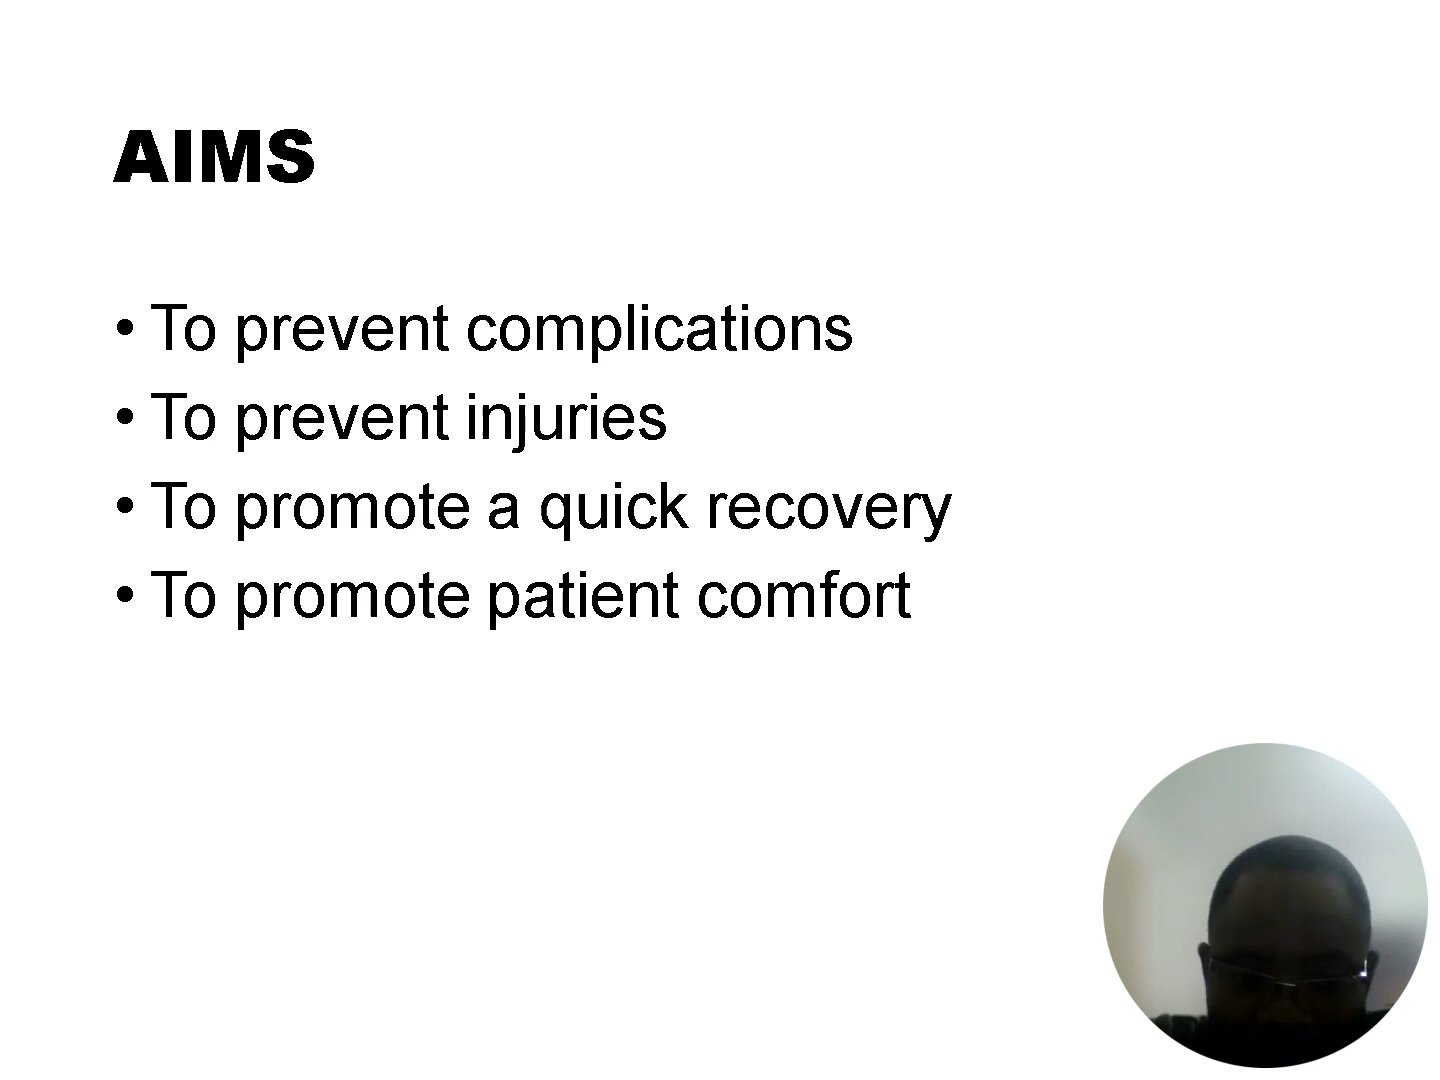 AIMS
• To prevent complications
• To prevent injuries
• To promote a quick recovery
• To promote patient comfort